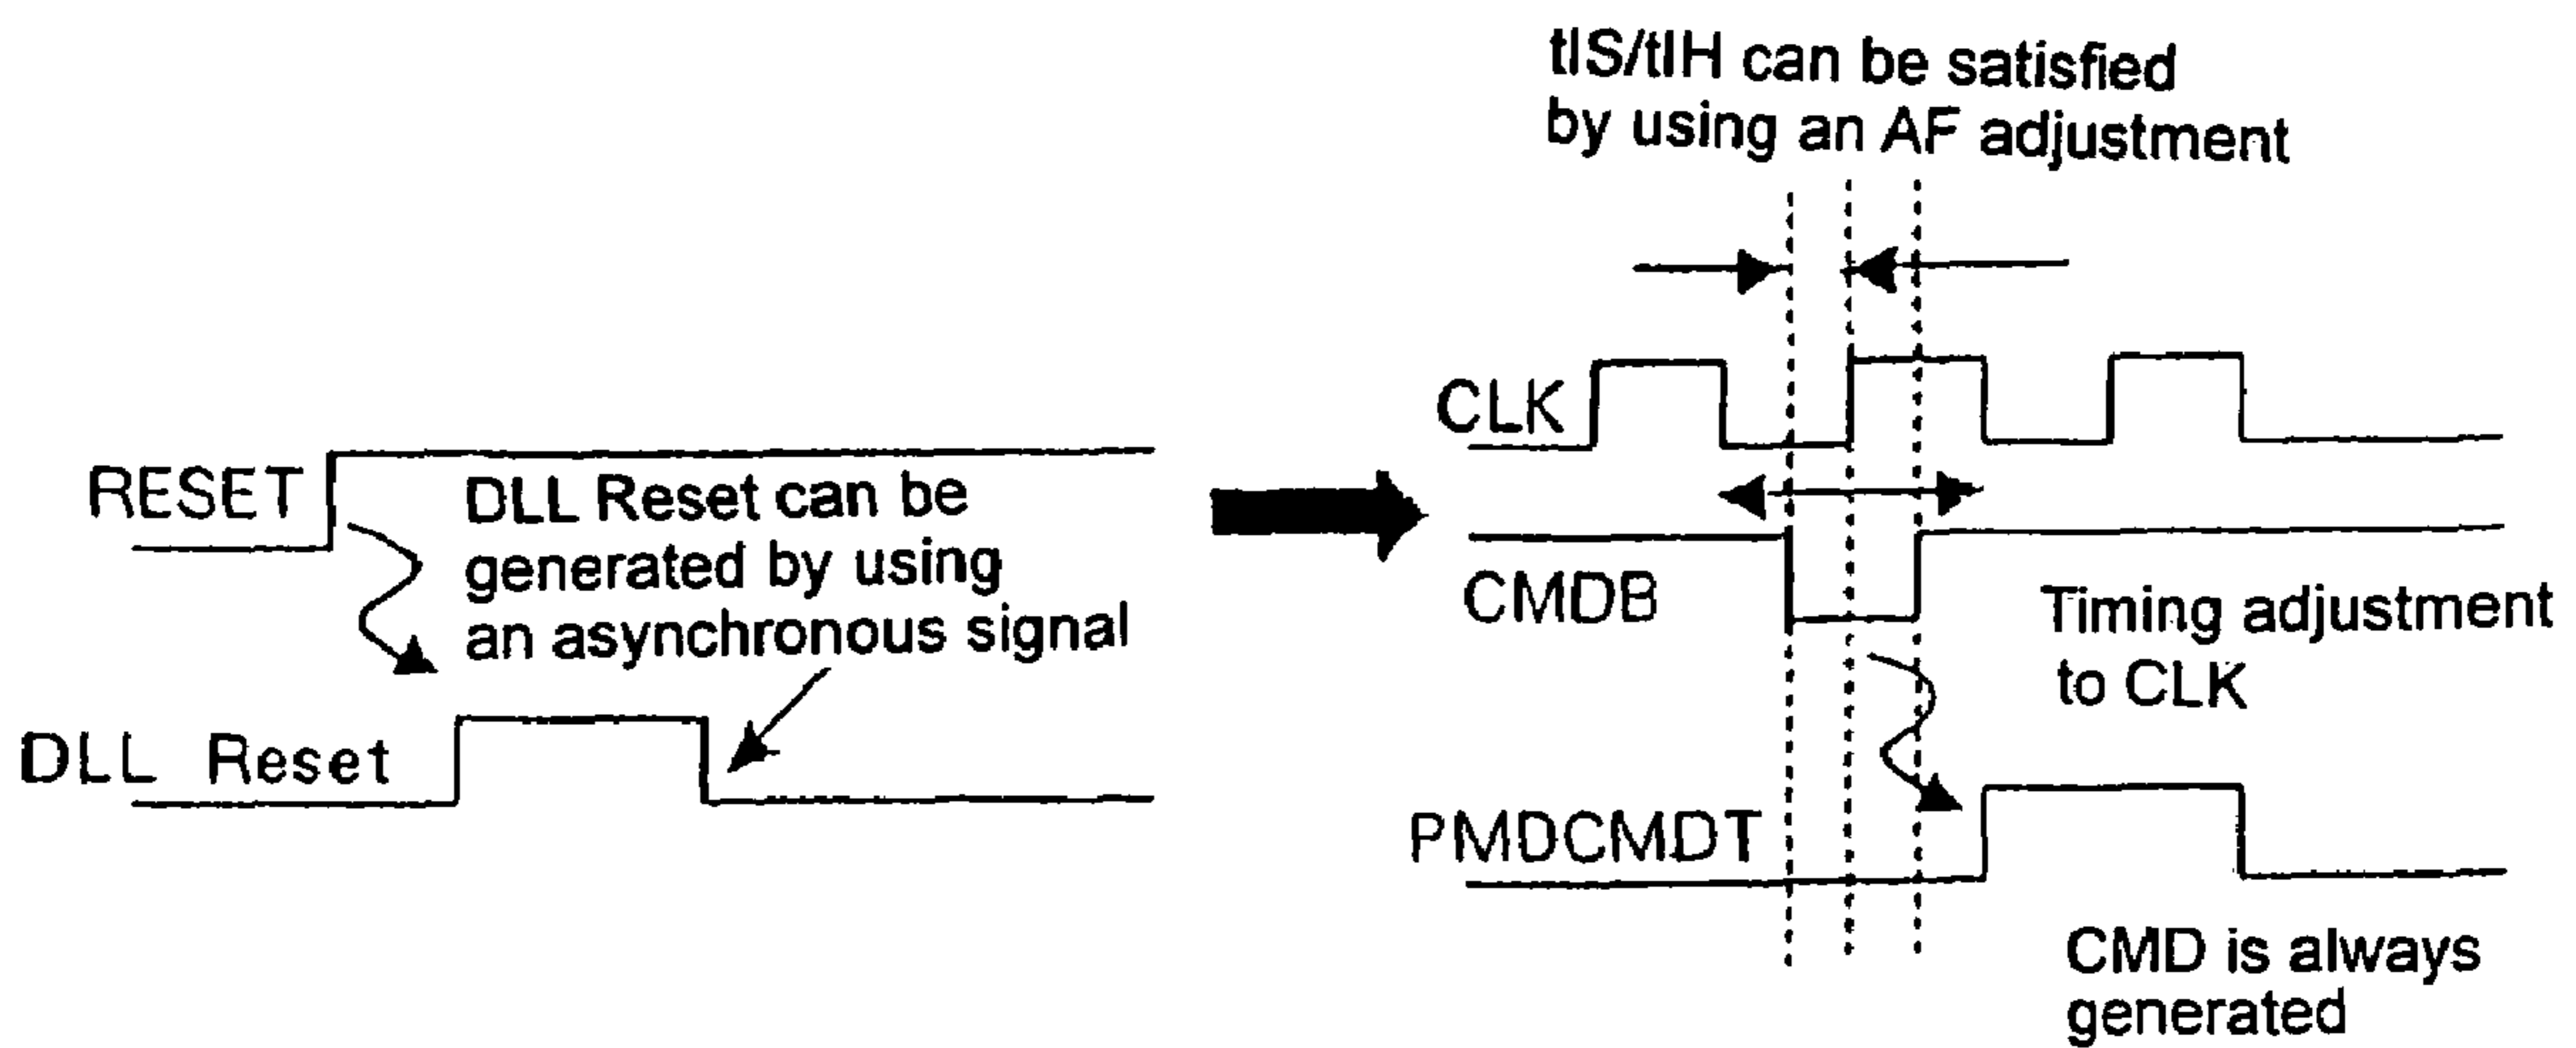 tIS/tIH can be satisfied
by using an AF adjustment
CLK
RESET
DLL Reset can be
generated by using
an asynchronous signal
CMDB
Timing adjustment
to CLK
DLL Reset
PMDCMDT
CMD is always
generated